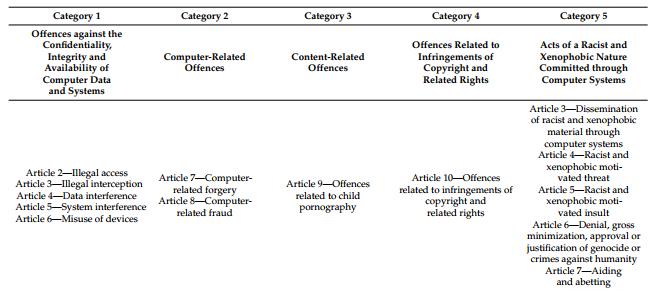 Category 1
Category 2
Category 3
Category 4
Category 5
Offences against the
Confidentiality,
Integrity and
Availability of
Computer Data
and Systems
Computer-Related
Offences
Content-Related
Offences
Offences Related to
Infringements of
Copyright and
Related Rights
Acts of a Racist and
Xenophobic Nature
Committed through
Computer Systems
Article 2—Illegal access
Article 3—Illegal interception
Article 4—Data interference
Article 5—System interference
Article 6—Misuse of devices
Article 7—Computer-
related forgery
Article 8—Computer-
related fraud
Article 9—Offences
related to child
pornography
Article 10—Offences
related to infringements of
copyright and
related rights
Article 3—Dissemination
of racist and xenophobic
material through
computer systems
Article 4—Racist and
xenophobic moti-
vated threat
Article 5—Racist and
xenophobic moti-
vated insult
Article 6—Denial, gross
minimization, approval or
justification of genocide or
crimes against humanity
Article 7—Aiding
and abetting